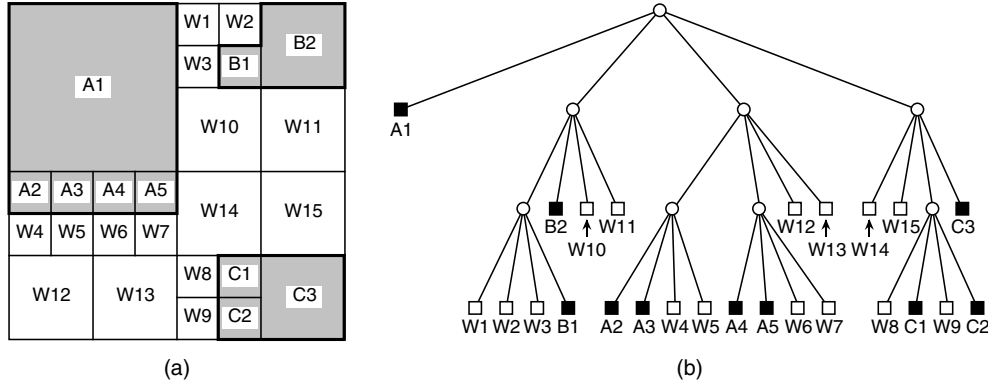 W1 W2
B2
W3 B1
A1
W10 W11
A2 A3 A4 A5
W14 W15
W4 W5 W6 W7
W8 C1
W12 W13 C3
W9 C2
(a)
A1
B2 W11 W12 W15 C3
W10 W13 W14
W1 W2 W3 B1 A2 A3 W4 W5 A4 A5 W6 W7 W8 C1 W9 C2
(b)